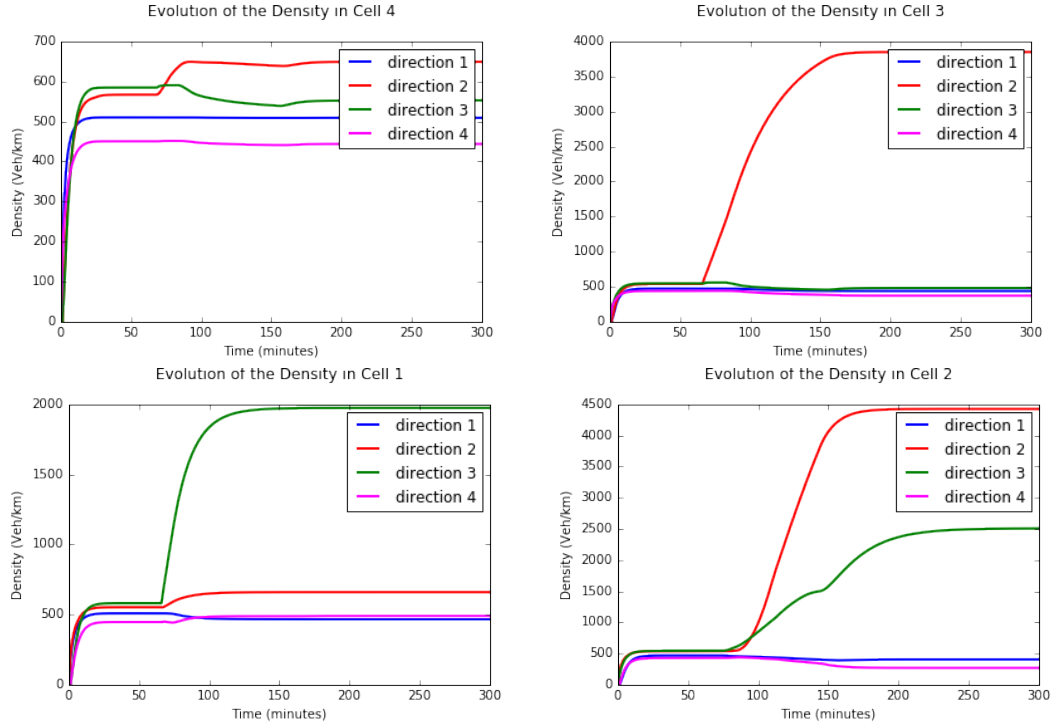 Evolution of the Density in Cell 4
Density (Veh/km)
700
600
500
400
300
200
100
0
direction 1
direction 2
direction 3
direction 4
0 50 100 150 200 250 300
Time (minutes)
Evolution of the Density in Cell 3
Density (Veh/km)
4000
3500
3000
2500
2000
1500
1000
500
0
direction 1
direction 2
direction 3
direction 4
0 50 100 150 200 250 300
Time (minutes)
Evolution of the Density in Cell 1
Density (Veh/km)
2000
1500
1000
500
0
direction 1
direction 2
direction 3
direction 4
0 50 100 150 200 250 300
Time (minutes)
Evolution of the Density in Cell 2
Density (Veh/km)
4500
4000
3500
3000
2500
2000
1500
1000
500
0
direction 1
direction 2
direction 3
direction 4
0 50 100 150 200 250 300
Time (minutes)